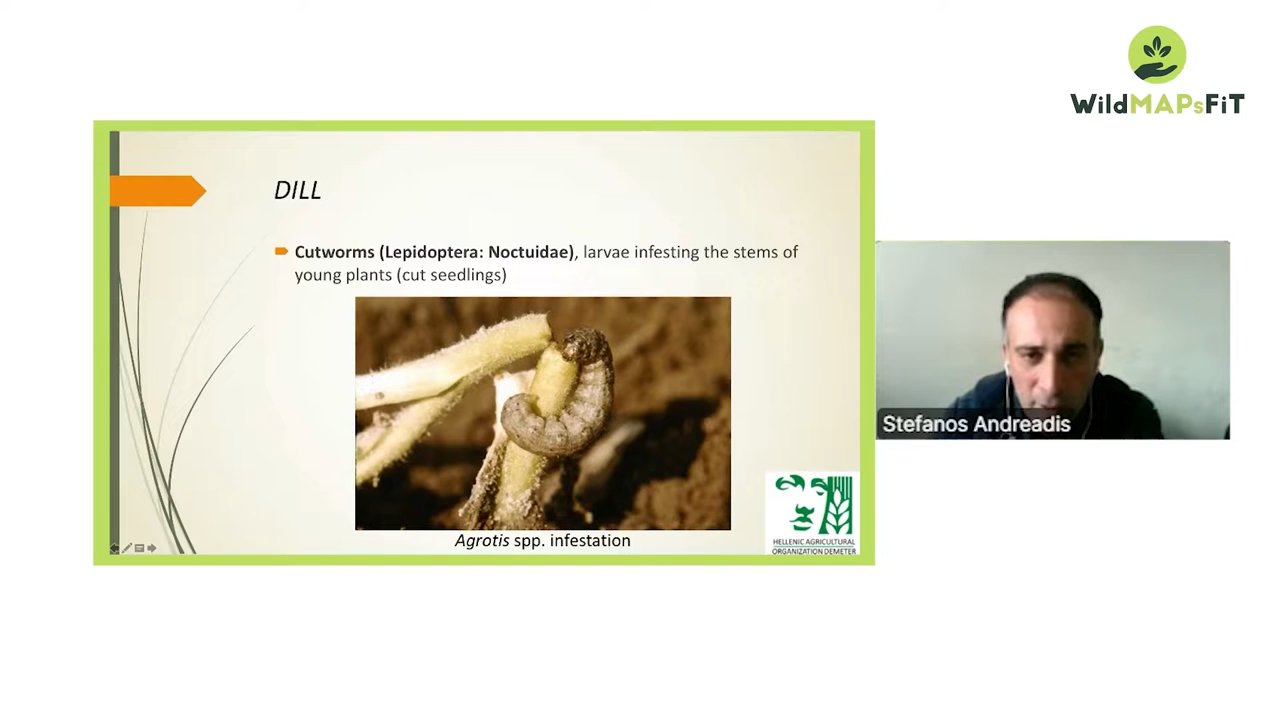 WildMAPsFiT
DILL
Cutworms (Lepidoptera: Noctuidae), larvae infesting the stems of
young plants (cut seedlings)
Stefanos Andreadis
Agrotis spp. infestation
HELLENIC AGRICULTURAL
ORGANIZATION DEMETER